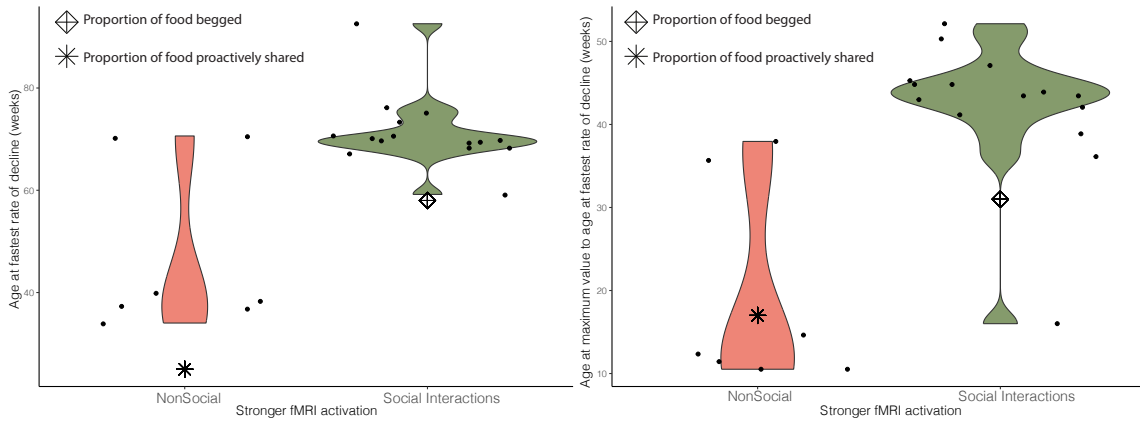 Proportion of food begged
Proportion of food proactively shared
Age at fastest rate of decline (weeks)
80
60
40
NonSocial
Social Interactions
Stronger fMRI activation
Proportion of food begged
Proportion of food proactively shared
Age at maximum value to age at fastest rate of decline (weeks)
50
40
30
20
10
NonSocial
Social Interactions
Stronger fMRI activation